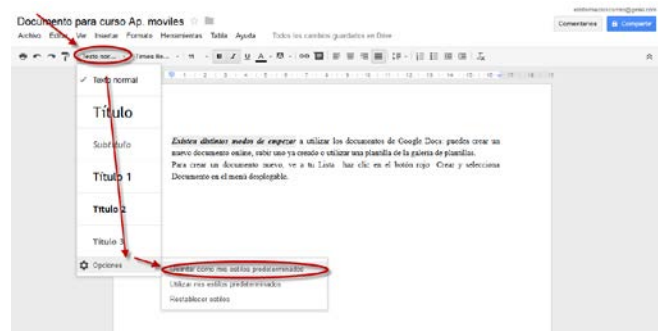 Documento para curso Ap. moviles
Comentarios Compartir
Archivo Editar Ver Insertar Formato Herramientas Tabla Ayuda Todos los cambios guardados en Drive
Texto nor... Times Ne... 11 B I U A
Texto normal
Título
Subtítulo
Título 1
Título 2
Título 3
Opciones
Guardar como mis estilos predeterminados
Utilizar mis estilos predeterminados
Restablecer estilos
Existen distintos modos de empezar a utilizar los documentos de Google Docs: puedes crear un
nuevo documento online, subir uno ya creado o utilizar una plantilla de la galería de plantillas.
Para crear un documento nuevo, ve a tu Lista haz clic en el botón rojo Crear y selecciona
Documento en el menú desplegable.